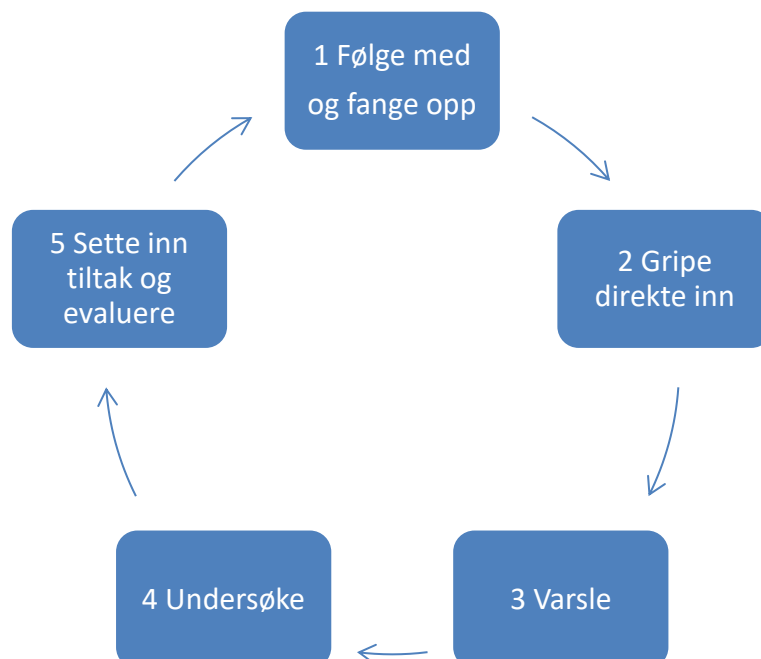 1 Følge med
og fange opp
2 Gripe
direkte inn
3 Varsle
4 Undersøke
5 Sette inn
tiltak og
evaluere